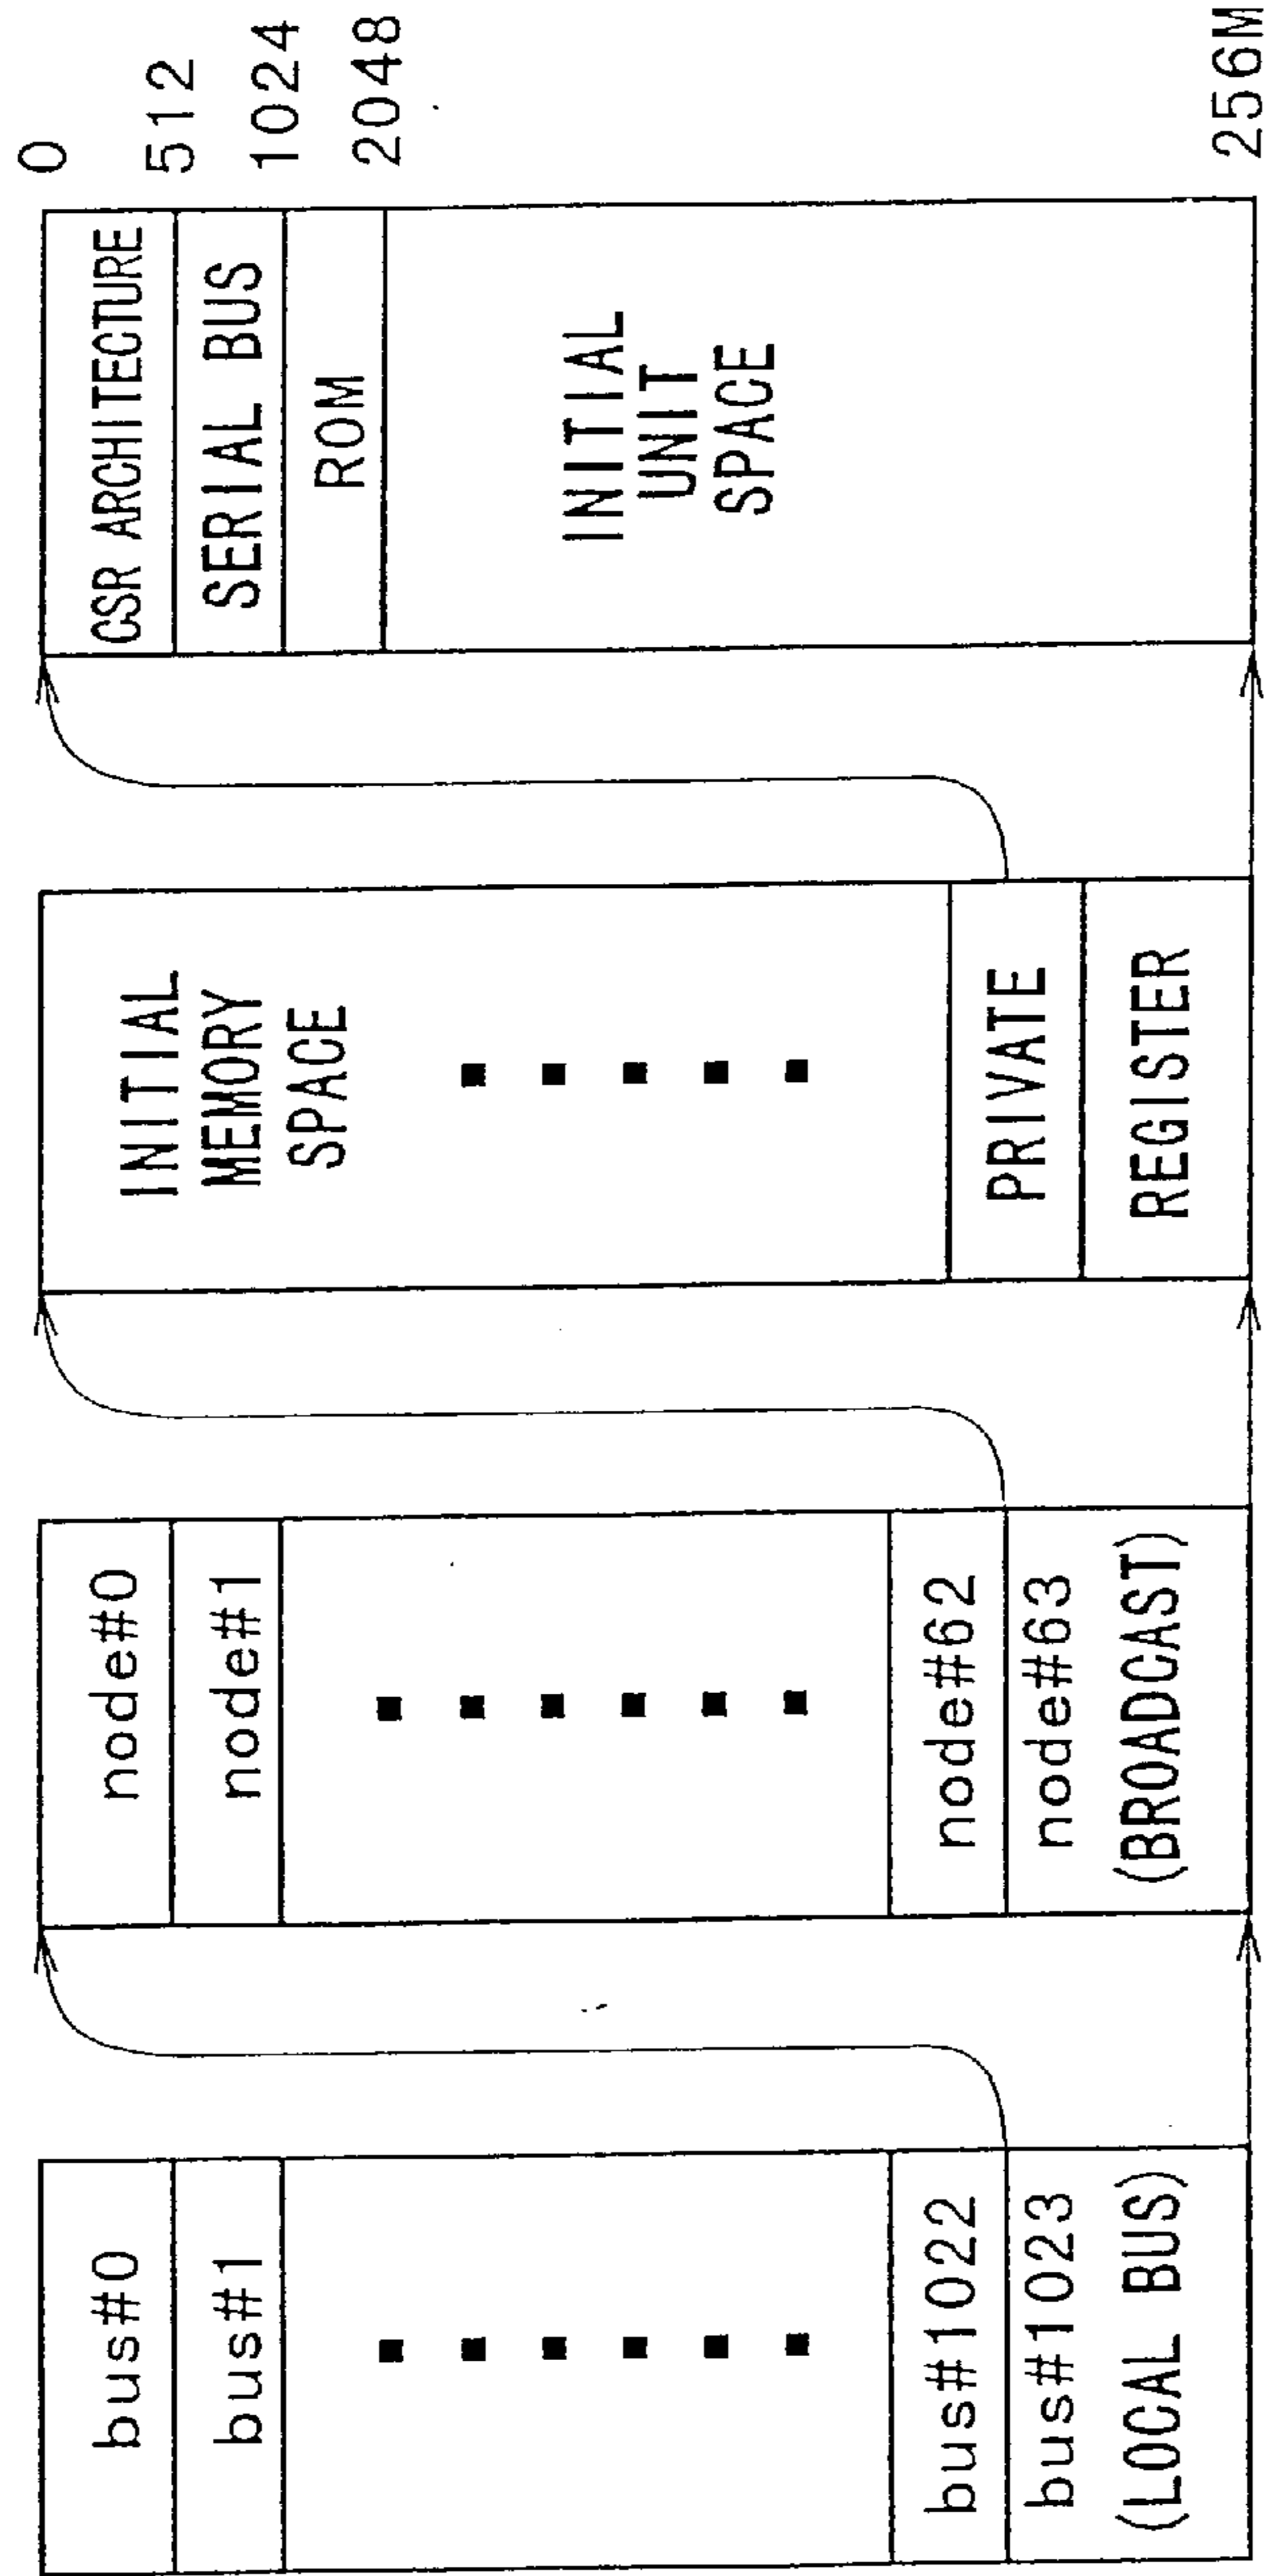 bus#0
bus#1
bus#1022
bus#1023
(LOCAL BUS)
node#0
node#1
node#62
node#63
(BROADCAST)
INITIAL
MEMORY
SPACE
PRIVATE
REGISTER
CSR ARCHITECTURE
SERIAL BUS
ROM
INITIAL
UNIT
SPACE
0
512
1024
2048
256M